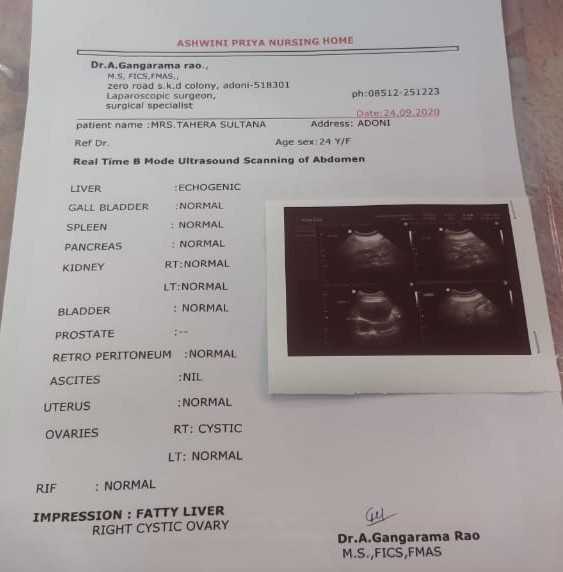 ASHWINI PRIYA NURSING HOME
Dr.A.Gangarama rao.,
M.S, FICS,FMAS,,
zero road s.k.d colony, adoni-518301
Laparoscopic surgeon, ph:08512-251223
surgical specialist
Date:24.09.2020
patient name :MRS.TAHERA SULTANA Address: ADONI
Ref Dr. Age sex:24 Y/F
Real Time B Mode Ultrasound Scanning of Abdomen
LIVER :ECHOGENIC
GALL BLADDER :NORMAL
SPLEEN : NORMAL
PANCREAS : NORMAL
KIDNEY RT:NORMAL
LT:NORMAL
BLADDER : NORMAL
PROSTATE :--
RETRO PERITONEUM :NORMAL
ASCITES :NIL
UTERUS :NORMAL
OVARIES RT: CYSTIC
LT: NORMAL
RIF : NORMAL
IMPRESSION : FATTY LIVER
RIGHT CYSTIC OVARY
Dr.A.Gangarama Rao
M.S.,FICS,FMAS